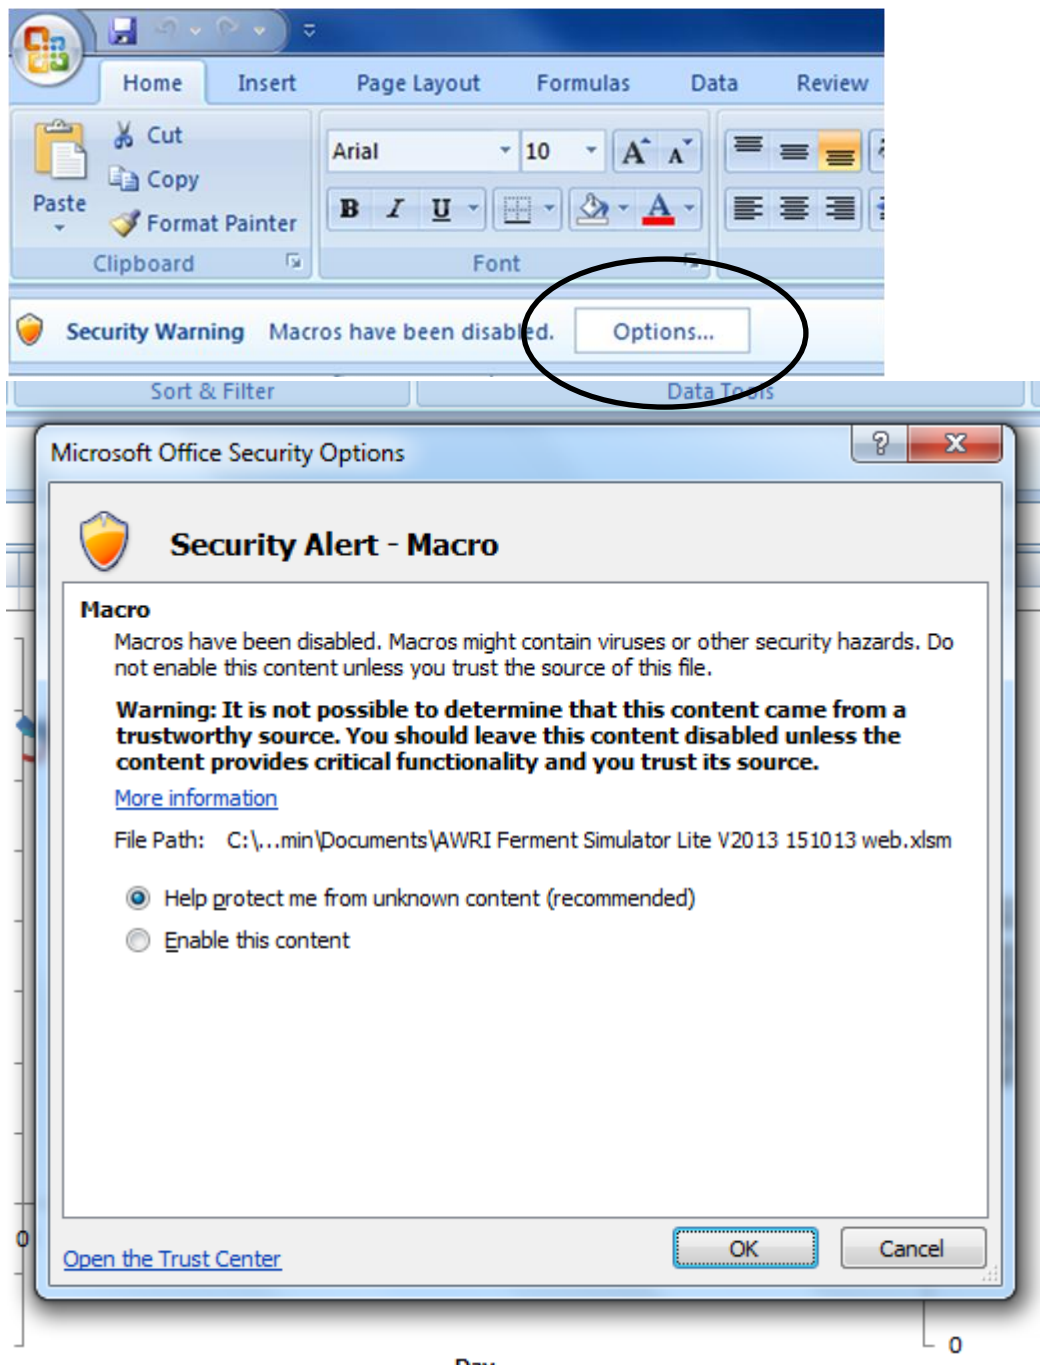 Home Insert Page Layout Formulas Data Review
Cut
Copy
Paste
Format Painter
Clipboard
Arial 10 A A
B I U A
Font
Security Warning Macros have been disabled. Options...
Sort & Filter Data Tools
Microsoft Office Security Options ? X
Security Alert - Macro
Macro
Macros have been disabled. Macros might contain viruses or other security hazards. Do
not enable this content unless you trust the source of this file.
Warning: It is not possible to determine that this content came from a
trustworthy source. You should leave this content disabled unless the
content provides critical functionality and you trust its source.
More information
File Path: C:\...min\Documents\AWRI Ferment Simulator Lite V2013 151013 web.xlsm
Help protect me from unknown content (recommended)
Enable this content
0
Open the Trust Center OK Cancel
0